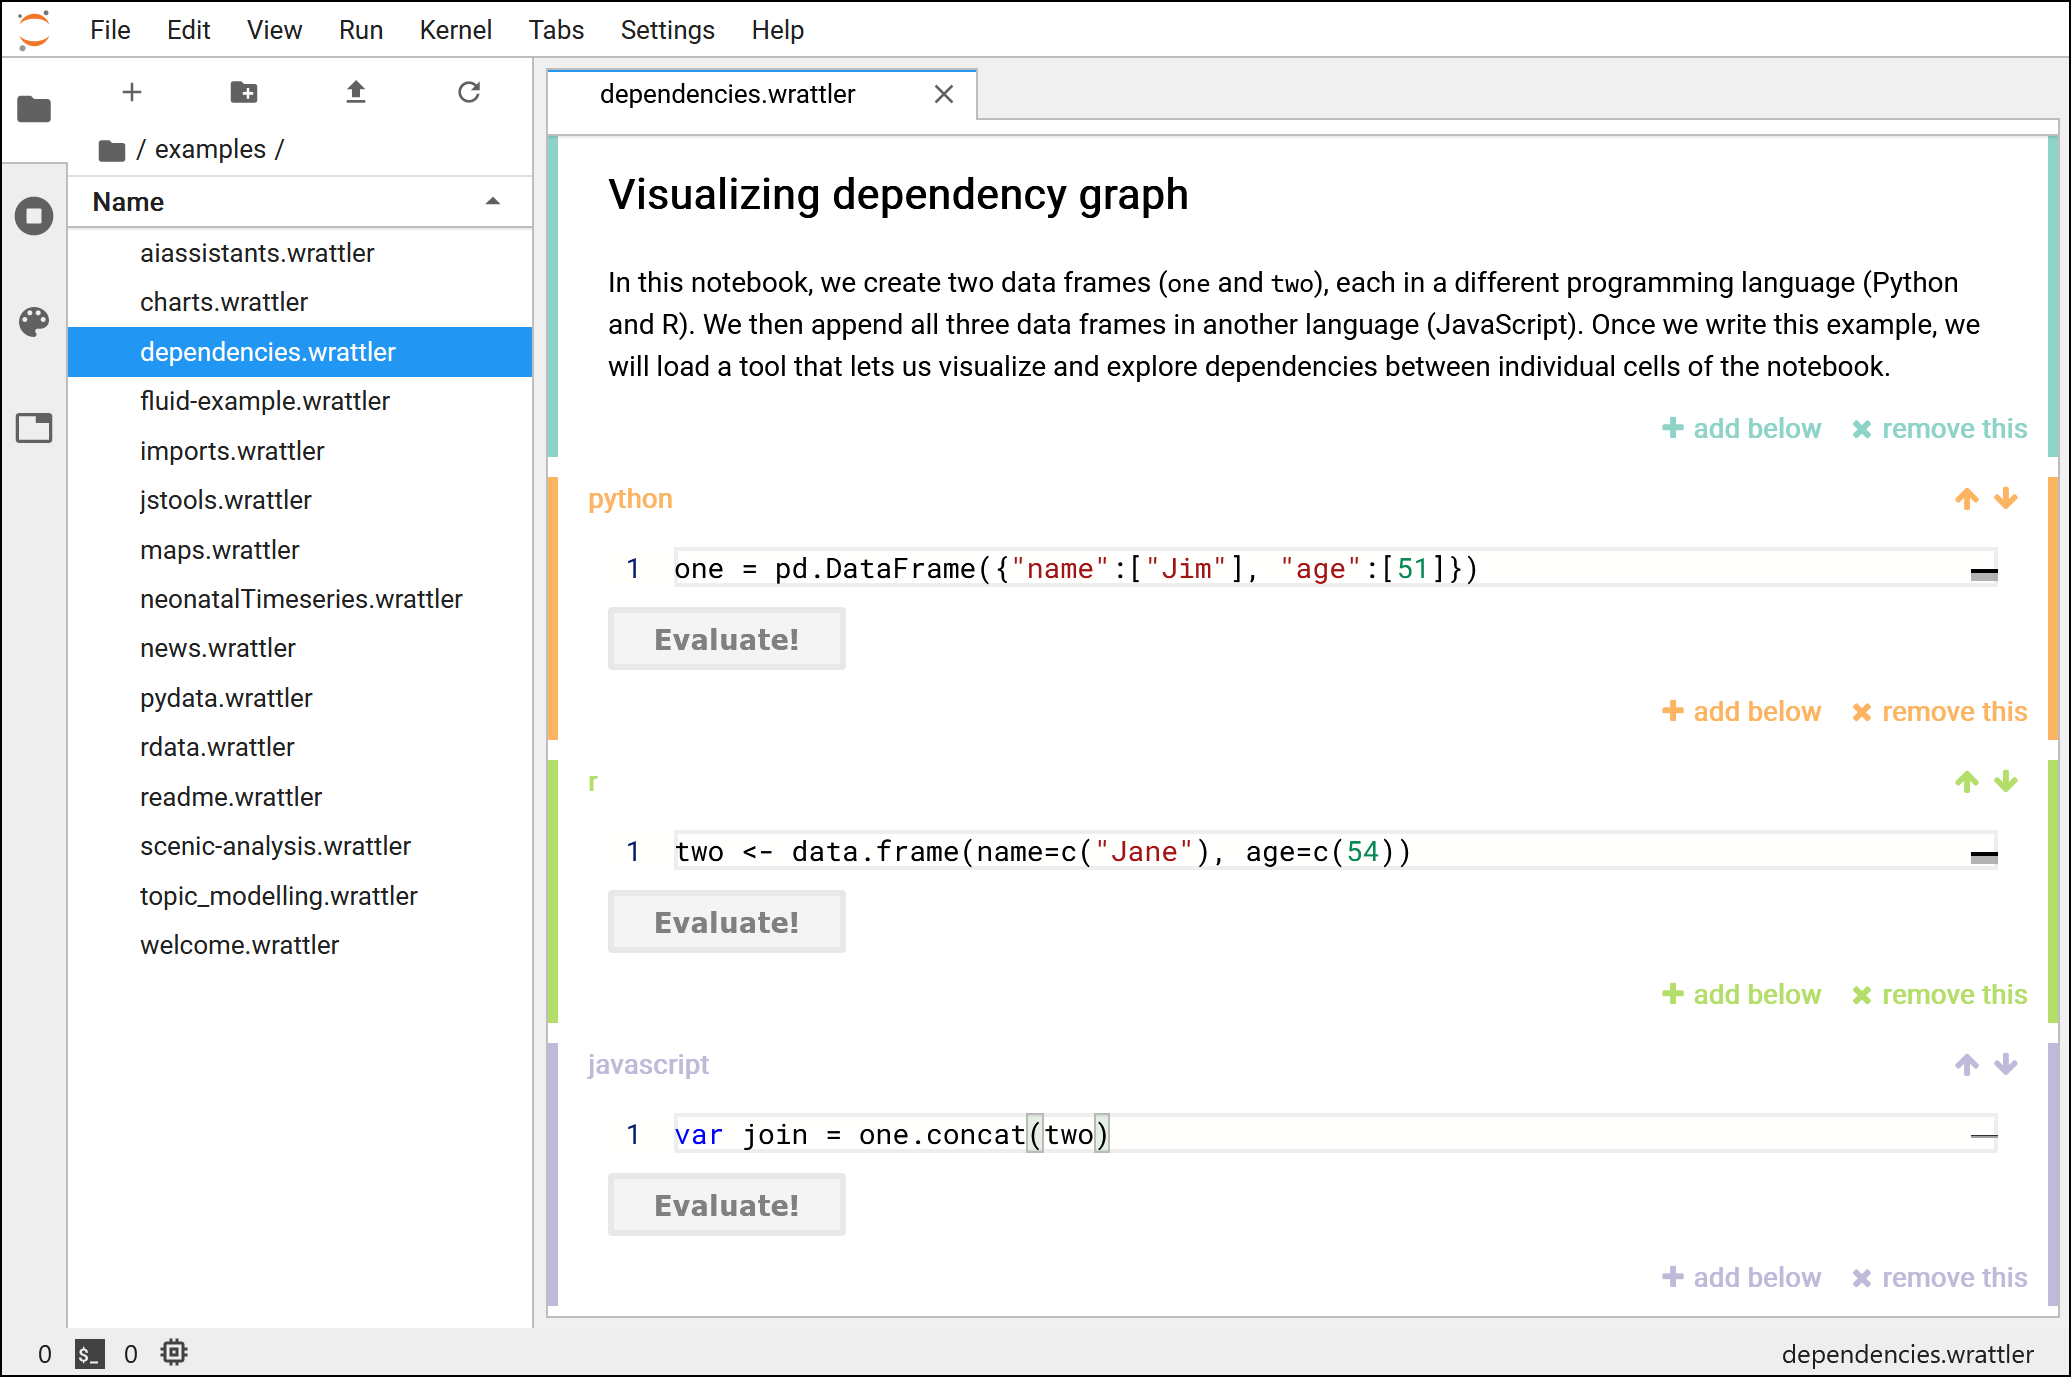 File Edit View Run Kernel Tabs Settings Help
/ examples /
Name
aiassistants.wrattler
charts.wrattler
dependencies.wrattler
fluid-example.wrattler
imports.wrattler
jstools.wrattler
maps.wrattler
neonatalTimeseries.wrattler
news.wrattler
pydata.wrattler
rdata.wrattler
readme.wrattler
scenic-analysis.wrattler
topic_modelling.wrattler
welcome.wrattler
dependencies.wrattler
Visualizing dependency graph
In this notebook, we create two data frames (one and two), each in a different programming language (Python
and R). We then append all three data frames in another language (JavaScript). Once we write this example, we
will load a tool that lets us visualize and explore dependencies between individual cells of the notebook.
add below remove this
python
1 one = pd.DataFrame({"name":["Jim"], "age":[51]})
Evaluate!
add below remove this
r
1 two <- data.frame(name=c("Jane"), age=c(54))
Evaluate!
add below remove this
javascript
1 var join = one.concat(two)
Evaluate!
add below remove this
0 $_ 0 dependencies.wrattler